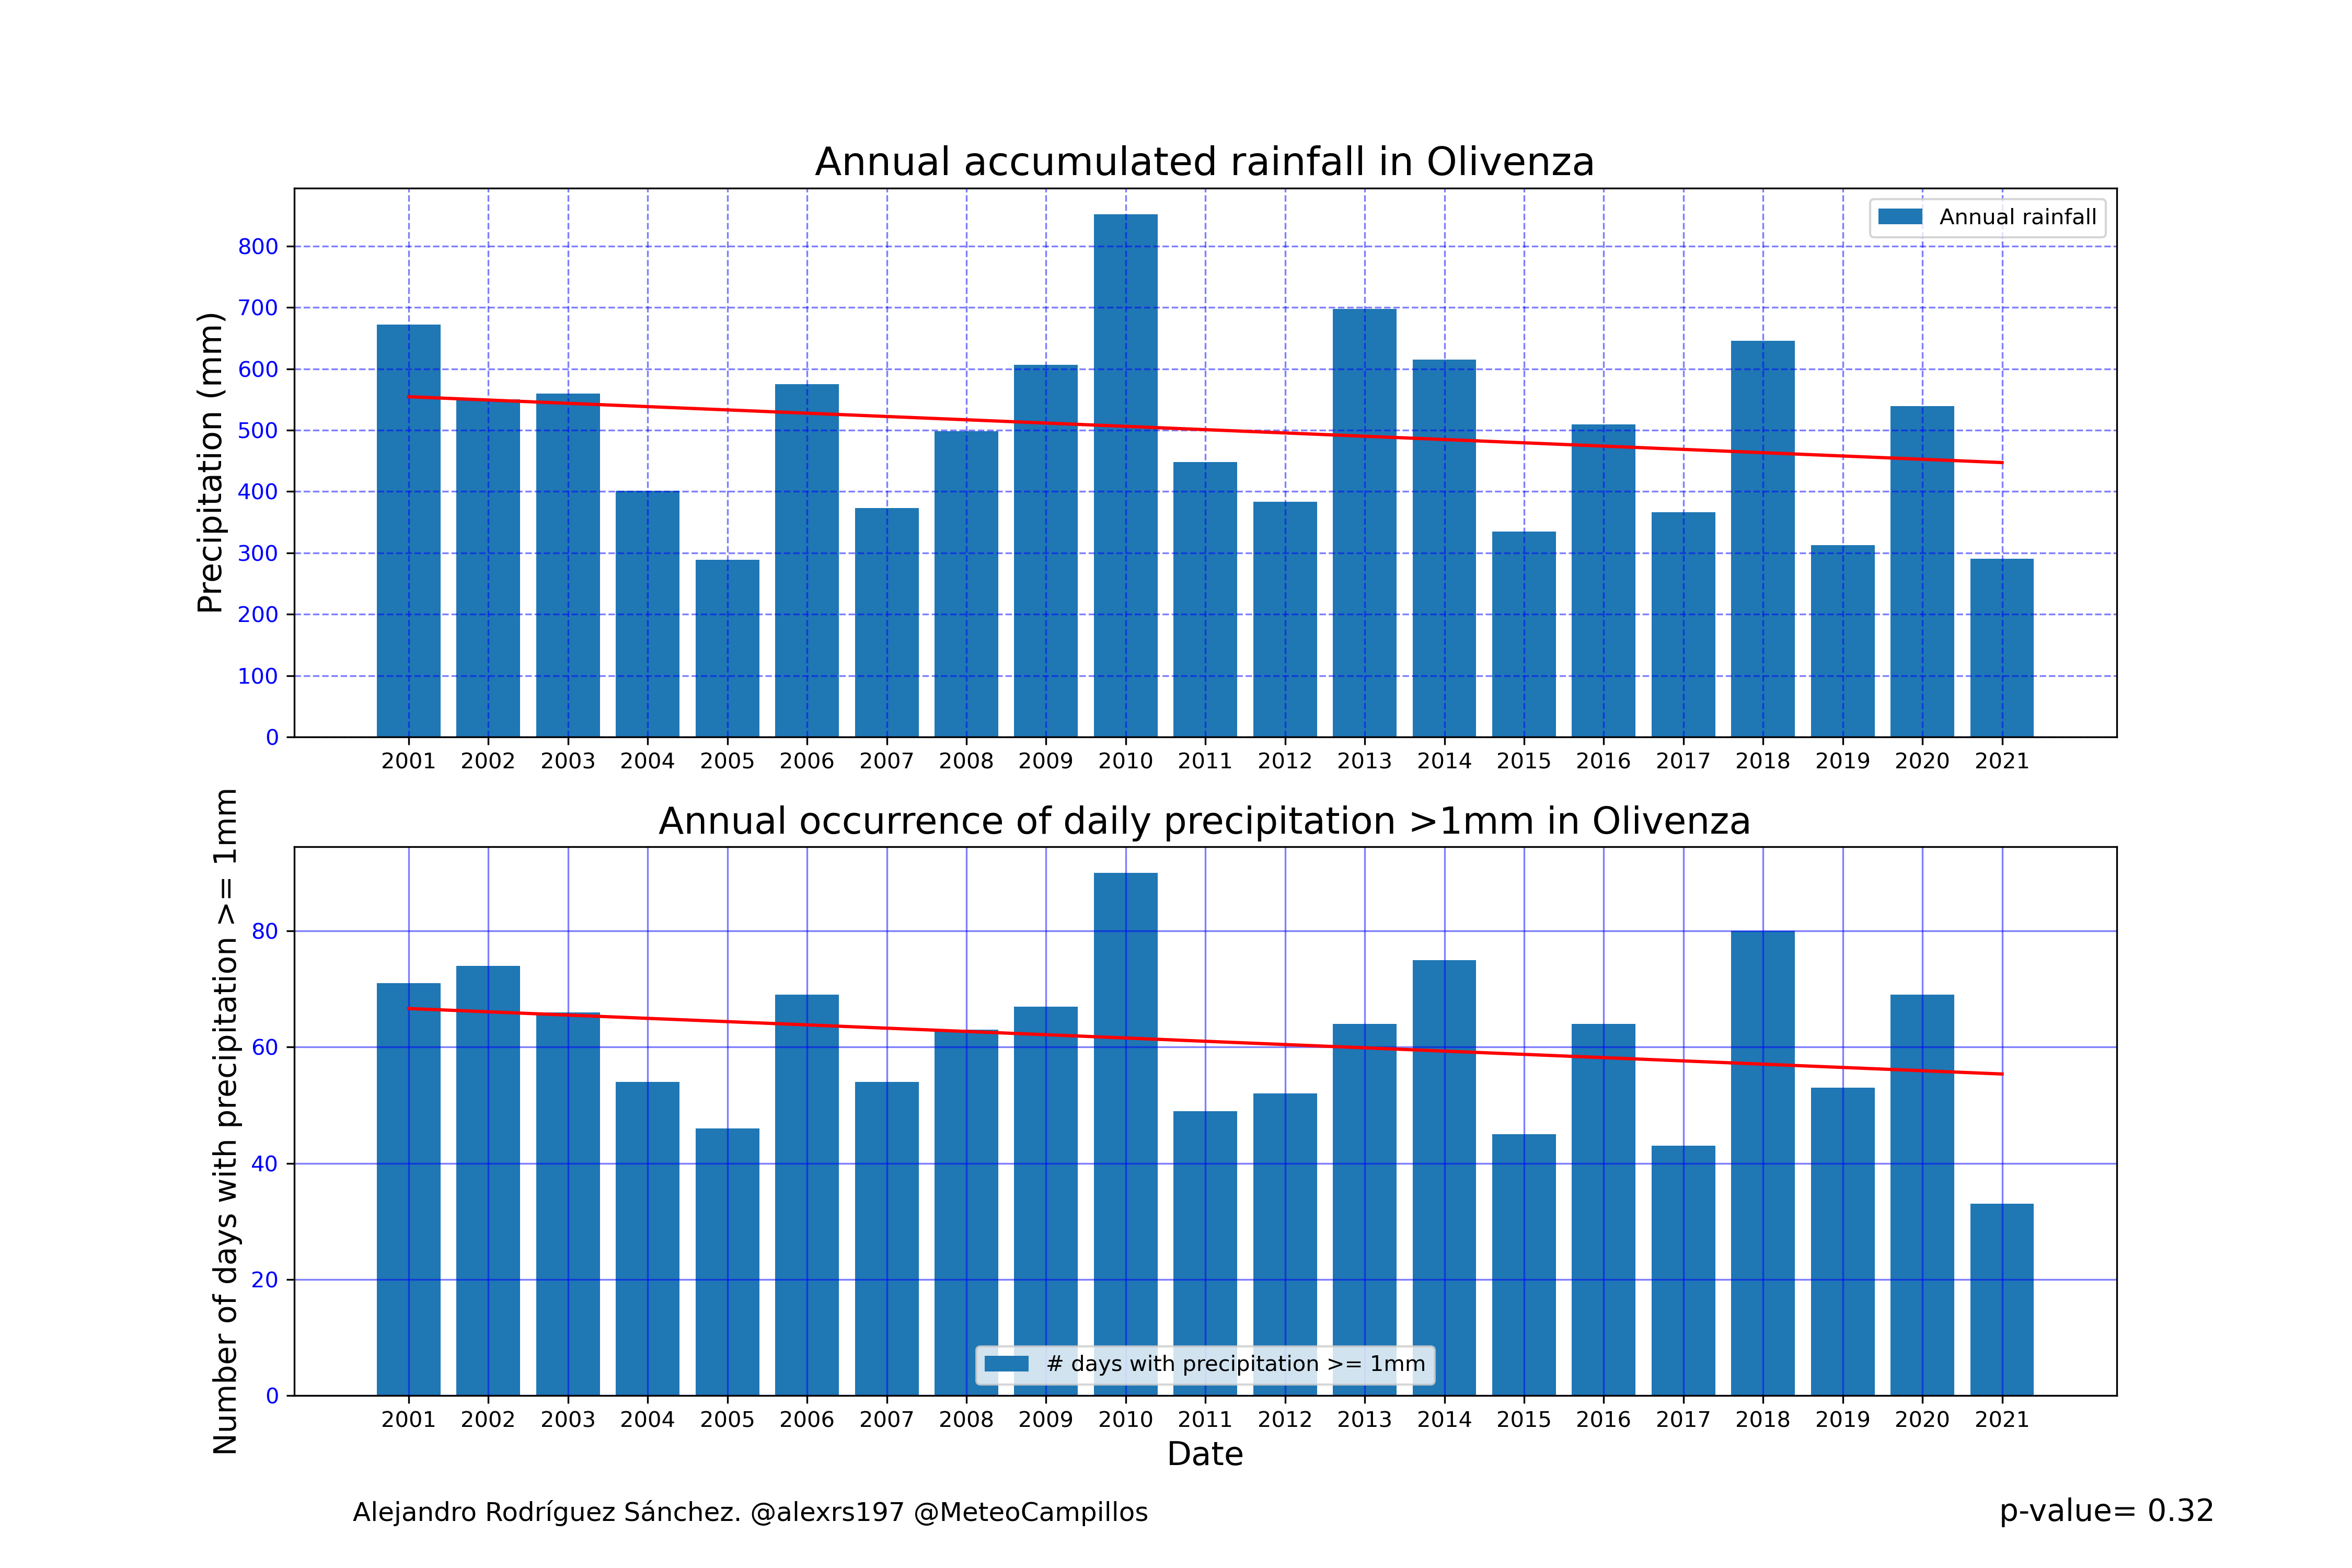 Annual accumulated rainfall in Olivenza
Precipitation (mm)
800
700
600
500
400
300
200
100
0
Annual rainfall
2001 2002 2003 2004 2005 2006 2007 2008 2009 2010 2011 2012 2013 2014 2015 2016 2017 2018 2019 2020 2021
Annual occurrence of daily precipitation >1mm in Olivenza
Number of days with precipitation >= 1mm
80
60
40
20
0
# days with precipitation >= 1mm
2001 2002 2003 2004 2005 2006 2007 2008 2009 2010 2011 2012 2013 2014 2015 2016 2017 2018 2019 2020 2021
Date
Alejandro Rodríguez Sánchez. @alexrs197 @MeteoCampillos
p-value= 0.32